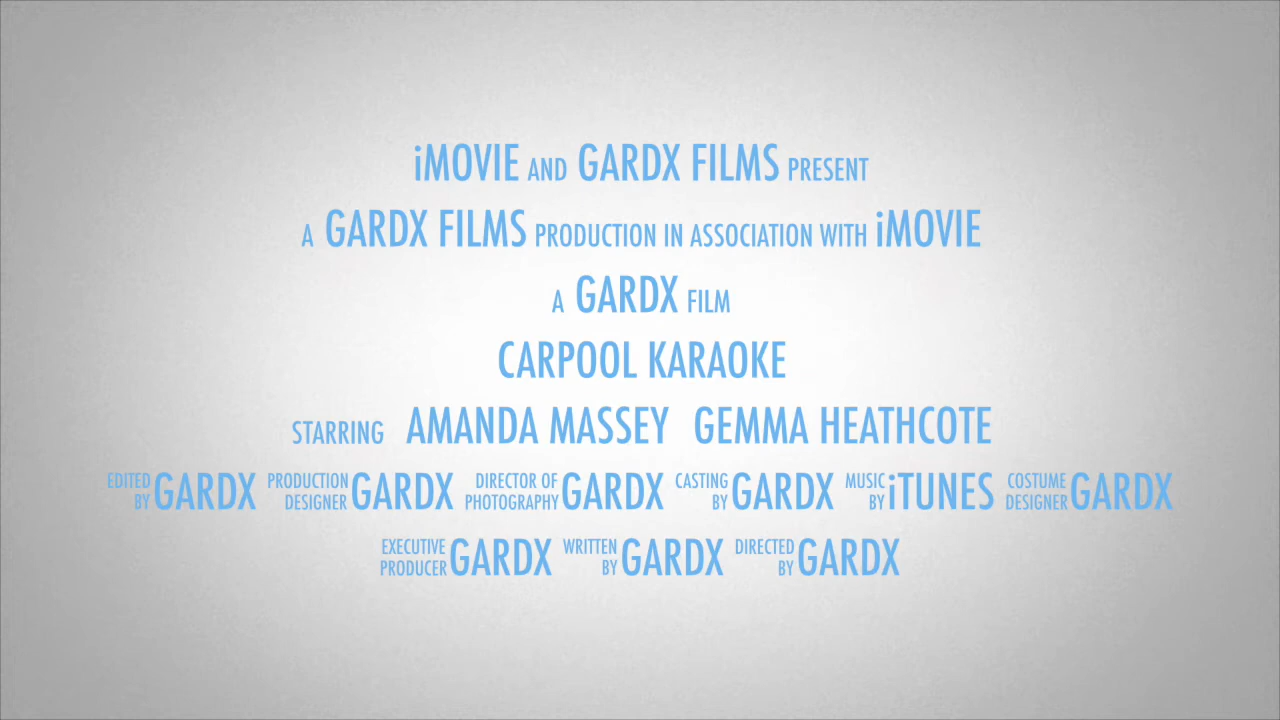 iMOVIE AND GARDX FILMS PRESENT
A GARDX FILMS PRODUCTION IN ASSOCIATION WITH iMOVIE
A GARDX FILM
CARPOOL KARAOKE
STARRING AMANDA MASSEY GEMMA HEATHCOTE
EDITED BY GARDX PRODUCTION DESIGNER GARDX DIRECTOR OF PHOTOGRAPHY GARDX CASTING BY GARDX MUSIC BY iTUNES COSTUME DESIGNER GARDX
EXECUTIVE PRODUCER GARDX WRITTEN BY GARDX DIRECTED BY GARDX